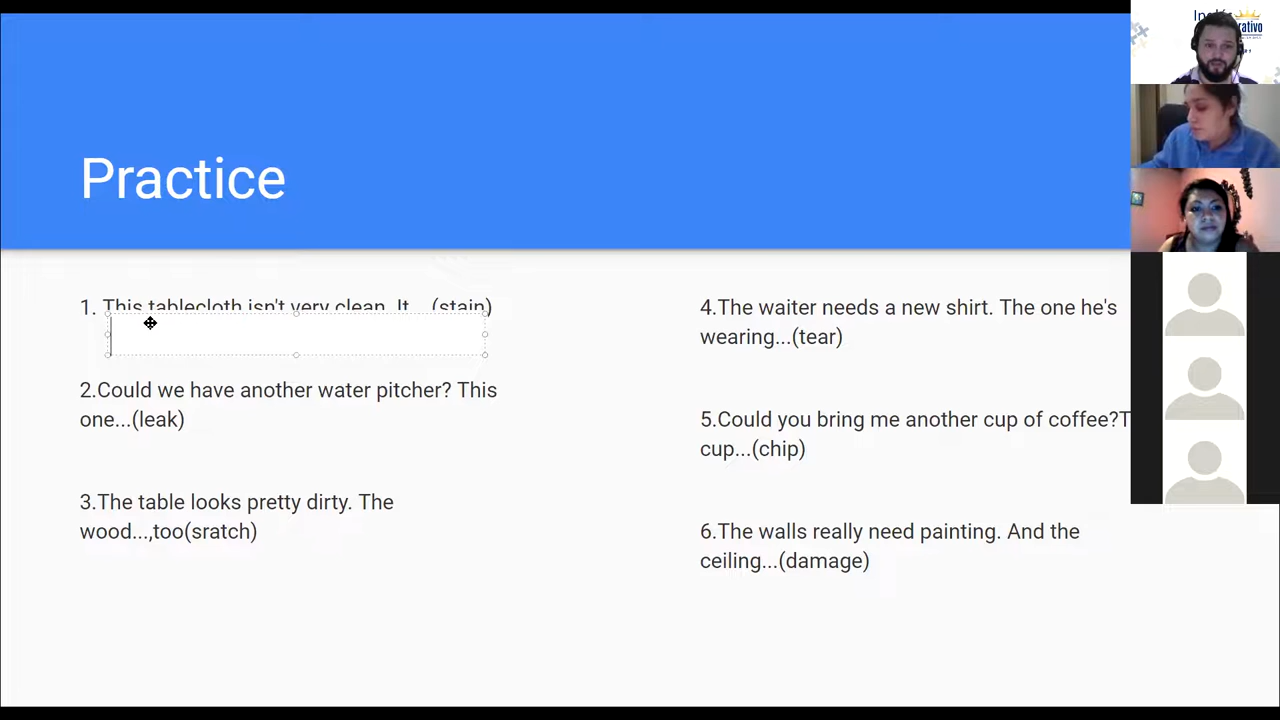 Practice
1. This tablecloth isn't very clean. It... (stain)
2.Could we have another water pitcher? This
one...(leak)
3.The table looks pretty dirty. The
wood...,too(sratch)
4.The waiter needs a new shirt. The one he's
wearing...(tear)
5.Could you bring me another cup of coffee?T
cup...(chip)
6.The walls really need painting. And the
ceiling...(damage)